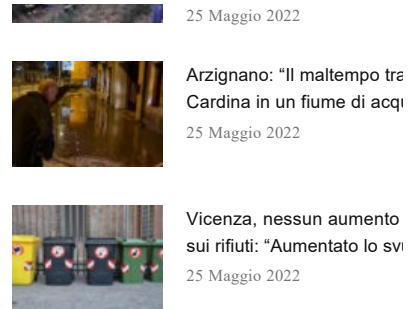 25 Maggio 2022
Arzignano: “Il maltempo tra
Cardina in un fiume di acqu
25 Maggio 2022
Vicenza, nessun aumento
sui rifiuti: “Aumentato lo svu
25 Maggio 2022